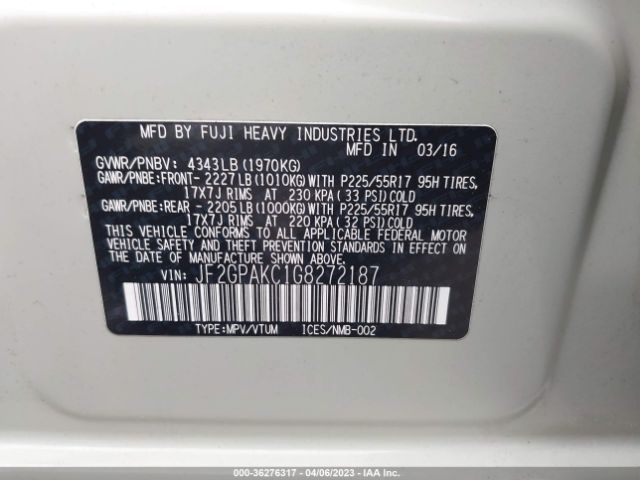 MFD BY FUJI HEAVY INDUSTRIES LTD.
MFD IN 03/16
GVWR/PNBV: 4343LB(1970KG)
GAWR/PNBE:FRONT- 2227LB(1010KG)WITH P225/55R17 95H TIRES,
17X7J RIMS AT 230 KPA(33 PSI)COLD
GAWR/PNBE:REAR - 2205LB(1000KG)WITH P225/55R17 95H TIRES,
17X7J RIMS AT 220 KPA(32 PSI)COLD
THIS VEHICLE CONFORMS TO ALL APPLICABLE FEDERAL MOTOR
VEHICLE SAFETY AND THEFT PREVENTION STANDARDS IN EFFECT ON
THE DATE OF MANUFACTURE SHOWN ABOVE.
VIN: JF2GPAKC1G8272187
TYPE:MPV/VTUM ICES/NMB-002
000-36276317 - 04/06/2023 - IAAI.CA